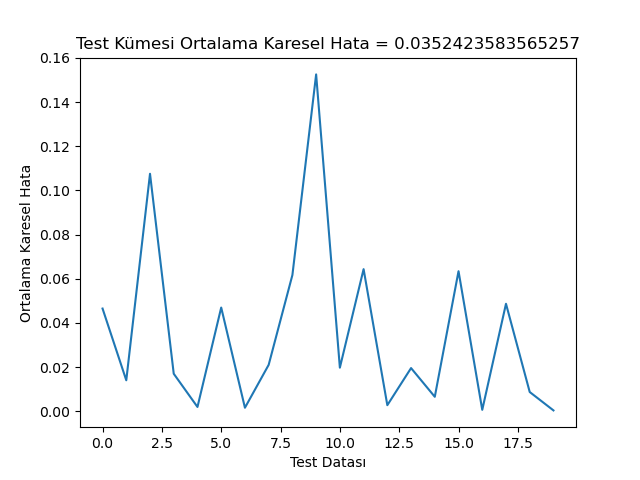 Test Kümesi Ortalama Karesel Hata = 0.0352423583565257
0.16
0.14
0.12
0.10
0.08
0.06
0.04
0.02
0.00
Ortalama Karesel Hata
0.0 2.5 5.0 7.5 10.0 12.5 15.0 17.5
Test Datası